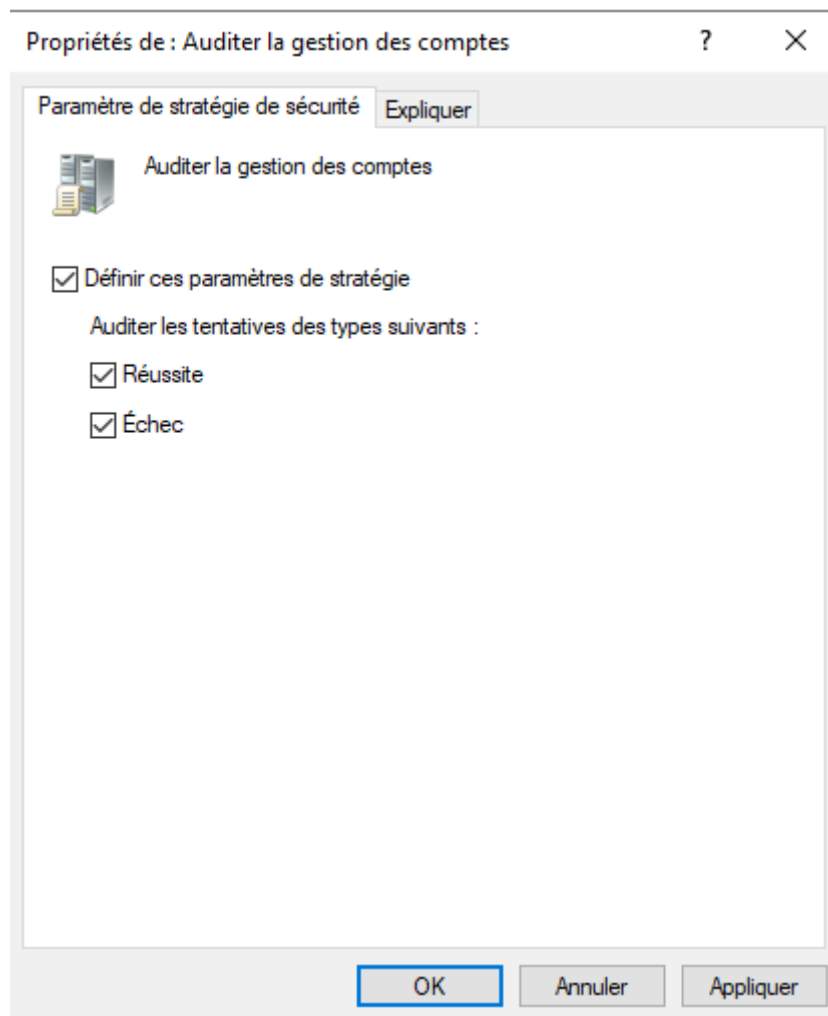 Propriétés de : Auditer la gestion des comptes ? ×
Paramètre de stratégie de sécurité Expliquer
Auditer la gestion des comptes
Définir ces paramètres de stratégie
Auditer les tentatives des types suivants :
Réussite
Échec
OK Annuler Appliquer